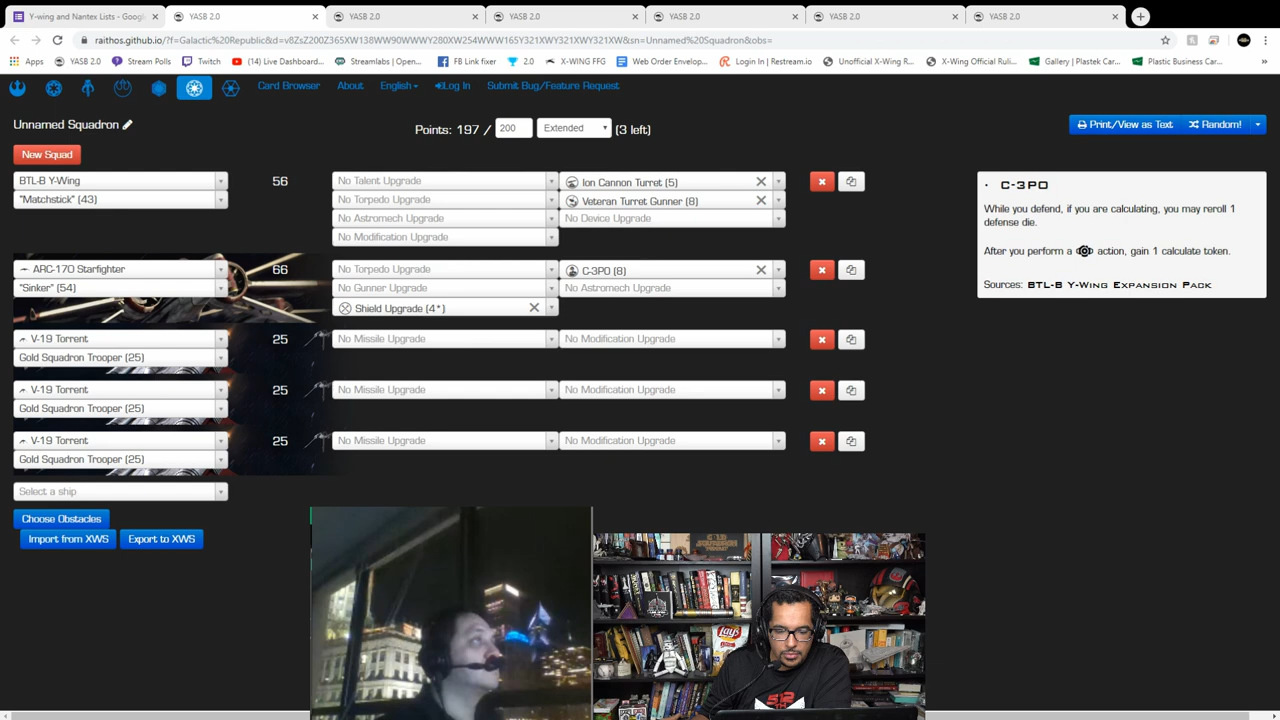 Y-wing and Nantex Lists - Googl
YASB 2.0
YASB 2.0
YASB 2.0
YASB 2.0
YASB 2.0
YASB 2.0
raithos.github.io/?f=Galactic%20Republic&d=v8ZsZ200Z365XW138WW90WWWY280XW254WWW165Y321XWY321XWY321XW&sn=Unnamed%20Squadron&obs=
Apps
YASB 2.0
Stream Polls
Twitch
(14) Live Dashboard...
Streamlabs | Open...
FB Link fixer
2.0
X-WING FFG
Web Order Envelop...
Login In | Restream.io
Unofficial X-Wing R...
X-Wing Official Ruli...
Gallery | Plastek Car...
Plastic Business Car...
»
Card Browser
About
English
Log In
Submit Bug/Feature Request
Unnamed Squadron
Points: 197 / 200 Extended (3 left)
Print/View as Text
Random!
New Squad
BTL-B Y-Wing
56
No Talent Upgrade
Ion Cannon Turret (5)
"Matchstick" (43)
No Torpedo Upgrade
Veteran Turret Gunner (8)
No Astromech Upgrade
No Device Upgrade
No Modification Upgrade
ARC-170 Starfighter
66
No Torpedo Upgrade
C-3PO (8)
"Sinker" (54)
No Gunner Upgrade
No Astromech Upgrade
Shield Upgrade (4*)
V-19 Torrent
25
No Missile Upgrade
No Modification Upgrade
Gold Squadron Trooper (25)
V-19 Torrent
25
No Missile Upgrade
No Modification Upgrade
Gold Squadron Trooper (25)
V-19 Torrent
25
No Missile Upgrade
No Modification Upgrade
Gold Squadron Trooper (25)
Select a ship
Choose Obstacles
Import from XWS
Export to XWS
· C-3PO
While you defend, if you are calculating, you may reroll 1
defense die.
After you perform a action, gain 1 calculate token.
Sources: BTL-B Y-Wing Expansion Pack
Lay's